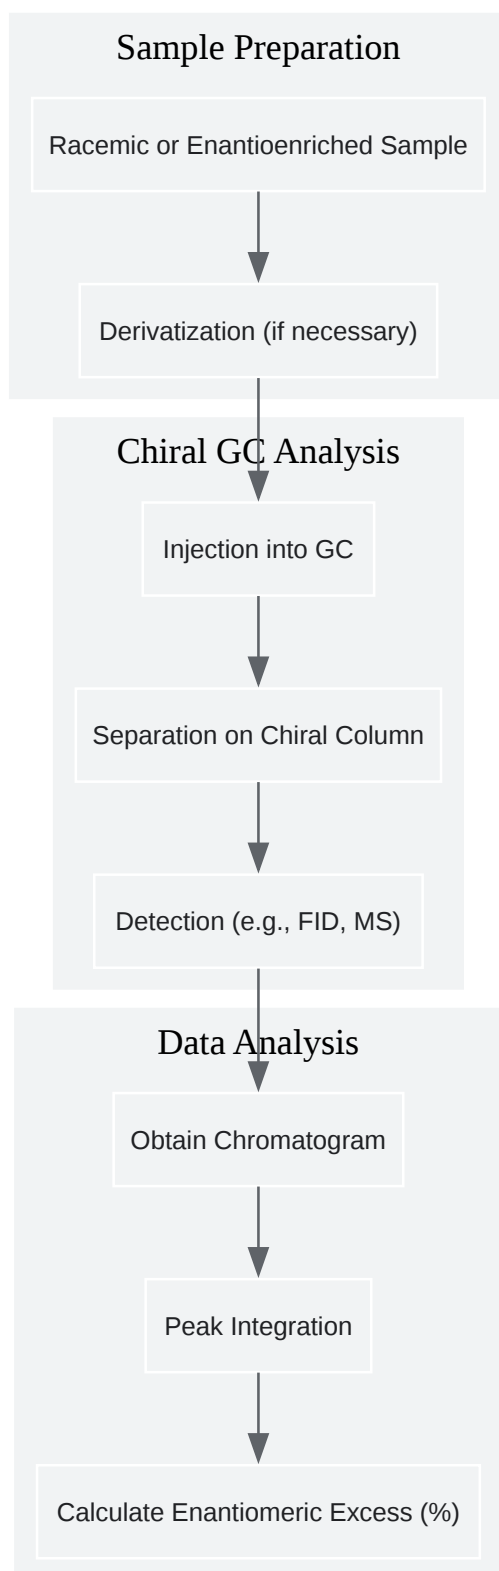 Sample Preparation
Racemic or Enantioenriched Sample
Derivatization (if necessary)
Chiral GC Analysis
Injection into GC
Separation on Chiral Column
Detection (e.g., FID, MS)
Data Analysis
Obtain Chromatogram
Peak Integration
Calculate Enantiomeric Excess (%)